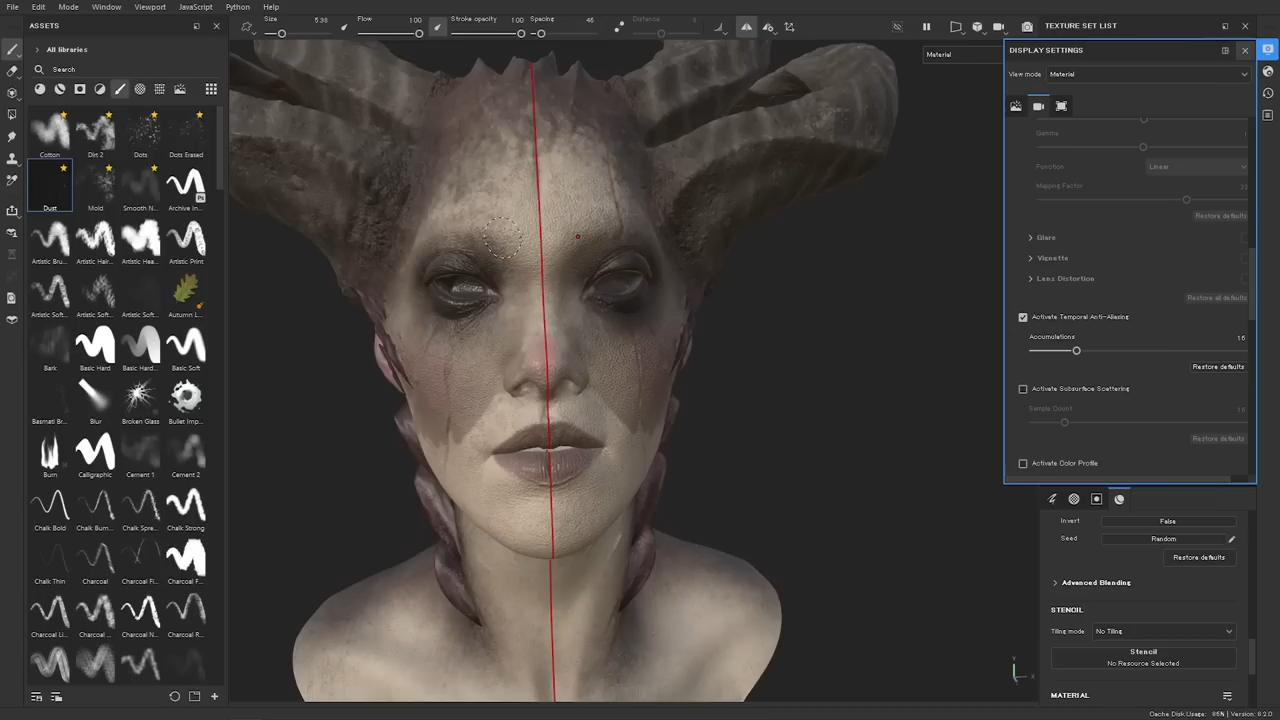 File Edit Mode Window Viewport JavaScript Python Help
ASSETS
Size 5.38 Flow 1.00 Stroke opacity 1.00 Spacing 45 Distance
TEXTURE SET LIST
All libraries
Search
Material
DISPLAY SETTINGS
View mode Material
Gamma 1
Function Linear
Mapping Factor
Restore defaults
Glare
Vignette
Lens Distortion
Restore all defaults
Activate Temporal Anti-Aliasing
Accumulations 16
Restore defaults
Activate Subsurface Scattering
Sample Count 16
Restore defaults
Activate Color Profile
Cotton Dirt 2 Dots Dots Erased
Dust Mold Smooth N... Archive In...
Artistic Bru... Artistic Hair... Artistic Hea... Artistic Print
Artistic Soft... Artistic Soft... Artistic Soft... Autumn L...
Bark Basic Hard Basic Hard... Basic Soft
Basmati Br... Blur Broken Glass Bullet Imp...
Burn Calligraphic Cement 1 Cement 2
Chalk Bold Chalk Bum... Chalk Spre... Chalk Strong
Chalk Thin Charcoal Charcoal Fi... Charcoal F...
Charcoal Li... Charcoal ... Charcoal N... Charcoal R...
Invert False
Seed Random
Restore defaults
Advanced Blending
STENCIL
Tiling mode No Tiling
Stencil
No Resource Selected
MATERIAL
Y
X
Cache Disk Usage: 86% | Version: 8.2.0